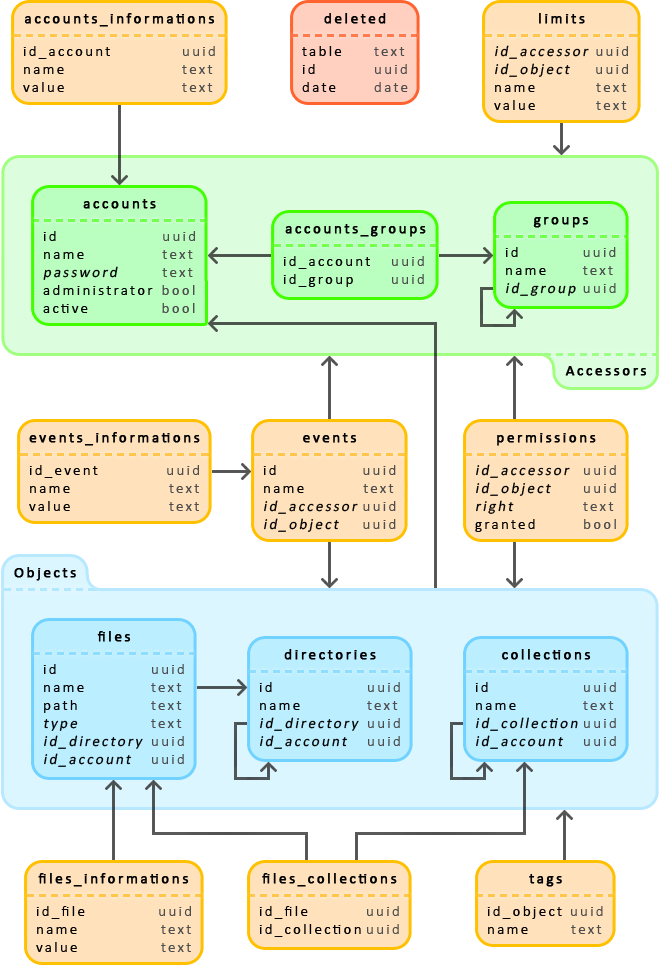 accounts_informations
id_account uuid
name text
value text
deleted
table text
id uuid
date date
limits
id_accessor uuid
id_object uuid
name text
value text
accounts
id uuid
name text
password text
administrator bool
active bool
accounts_groups
id_account uuid
id_group uuid
groups
id uuid
name text
id_group uuid
Accessors
events_informations
id_event uuid
name text
value text
events
id uuid
name text
id_accessor uuid
id_object uuid
permissions
id_accessor uuid
id_object uuid
right text
granted bool
Objects
files
id uuid
name text
path text
type text
id_directory uuid
id_account uuid
directories
id uuid
name text
id_directory uuid
id_account uuid
collections
id uuid
name text
id_collection uuid
id_account uuid
files_informations
id_file uuid
name text
value text
files_collections
id_file uuid
id_collection uuid
tags
id_object uuid
name text